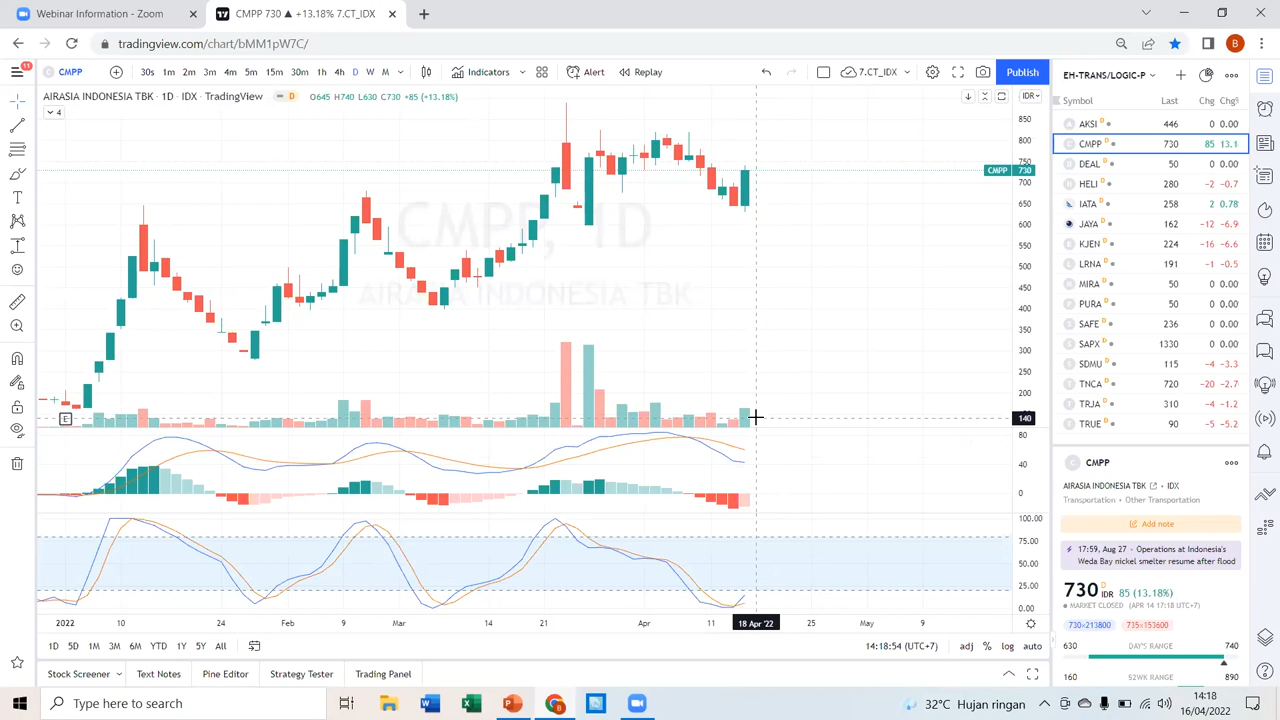 Webinar Information - Zoom
CMPP 730 ▲ +13.18% 7.CT_IDX
tradingview.com/chart/bMM1pW7C/
B
11
CMPP
30s 1m 2m 3m 4m 5m 15m 30m 1h 4h D W M
Indicators
Alert
Replay
7.CT_IDX
Publish
EH-TRANS/LOGIC-P
AIRASIA INDONESIA TBK · 1D · IDX · TradingView
D
O645 H740 L630 C730 +85 (+13.18%)
4
IDR
CMPP, 1D
AIRASIA INDONESIA TBK
850
800
750
CMPP 730
700
650
600
550
500
450
400
350
300
250
200
140
E
80
40
0
100.00
75.00
50.00
25.00
0.00
2022 10 24 Feb 9 Mar 14 21 Apr 11 18 Apr '22 25 May 9
1D 5D 1M 3M 6M YTD 1Y 5Y All
14:18:54 (UTC+7)
adj % log auto
Stock Screener
Text Notes
Pine Editor
Strategy Tester
Trading Panel
Symbol Last Chg Chg%
AKSI D 446 0 0.00
CMPP D 730 85 13.1
DEAL D 50 0 0.00
HELI D 280 -2 -0.7
IATA D 258 2 0.78
JAYA D 162 -12 -6.9
KJEN D 224 -16 -6.6
LRNA D 191 -1 -0.5
MIRA D 50 0 0.00
PURA D 50 0 0.00
SAFE D 236 0 0.00
SAPX D 1330 0 0.00
SDMU D 115 -4 -3.3
TNCA D 720 -20 -2.7
TRJA D 310 -4 -1.2
TRUE D 90 -5 -5.2
C CMPP
AIRASIA INDONESIA TBK • IDX
Transportation • Other Transportation
Add note
17:59, Aug 27 - Operations at Indonesia's
Weda Bay nickel smelter resume after flood
730 D IDR 85 (13.18%)
MARKET CLOSED (APR 14 17:18 UTC+7)
730×213800 735×153600
630 DAY'S RANGE 740
160 52WK RANGE 890
Type here to search
32°C Hujan ringan
14:18
16/04/2022